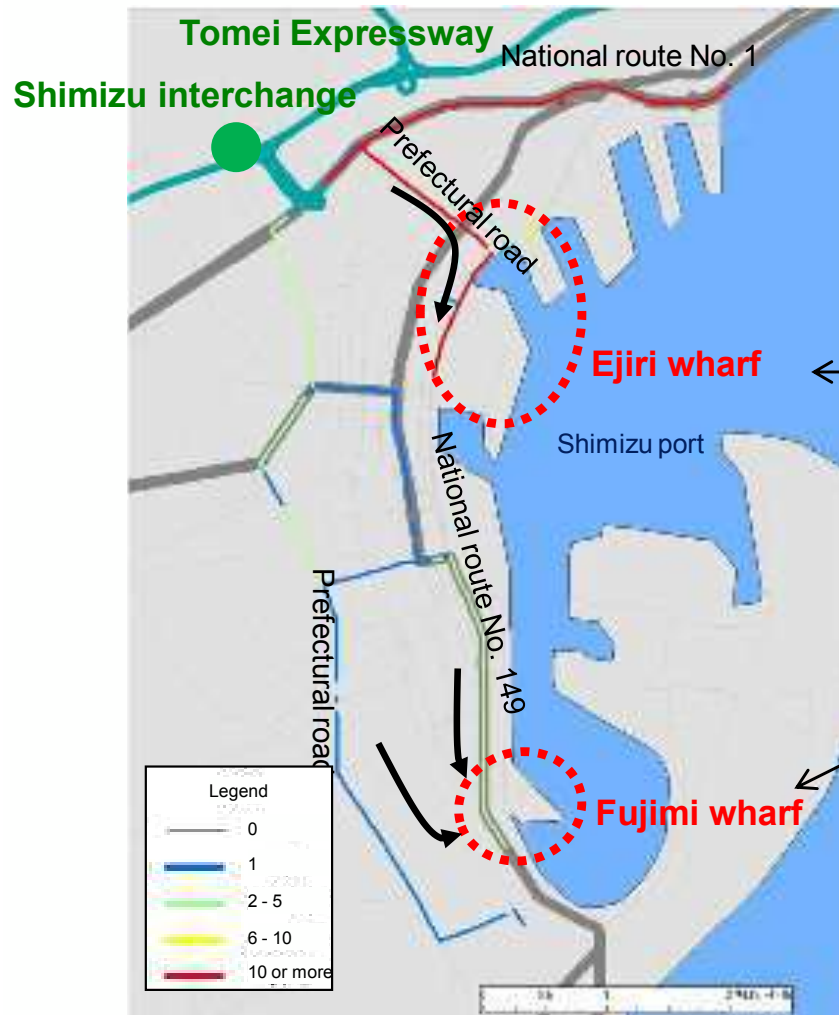 Tomei Expressway
National route No. 1
Shimizu interchange
Prefectural road
Ejiri wharf
Shimizu port
National route No. 149
Prefectural road
Fujimi wharf
Legend
0
1
2 - 5
6 - 10
10 or more